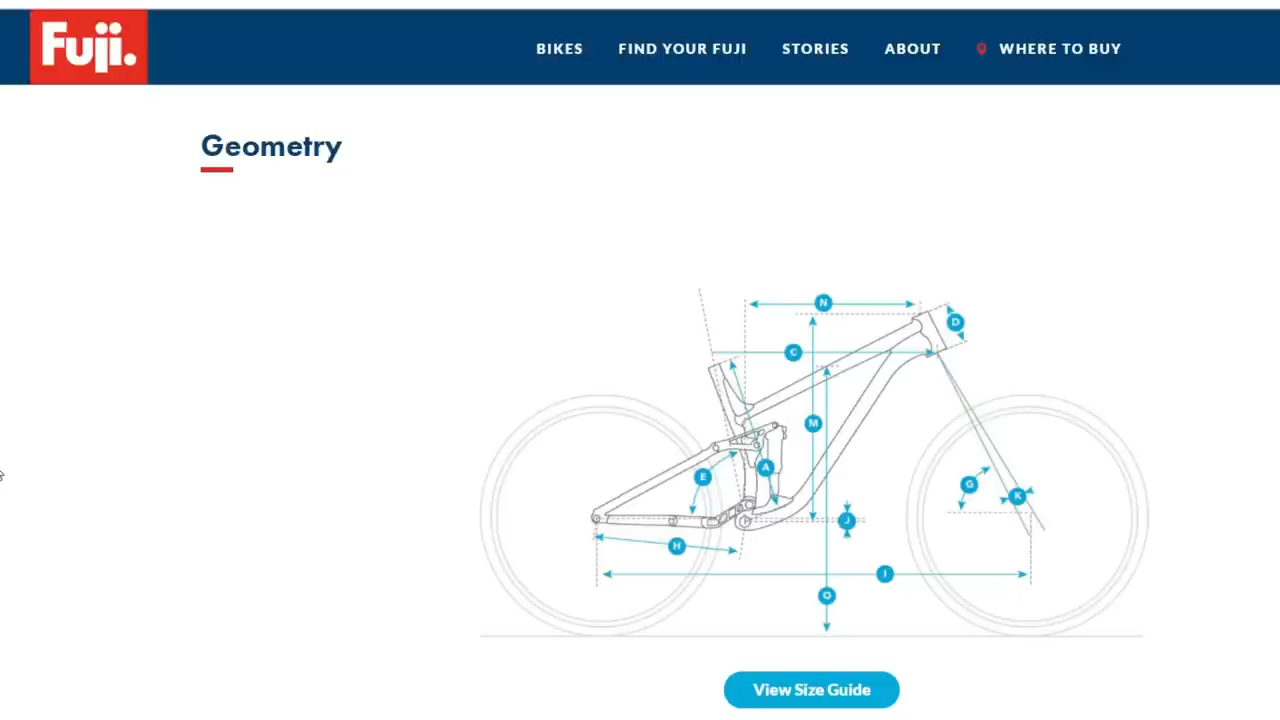 Fuji.
BIKES FIND YOUR FUJI STORIES ABOUT WHERE TO BUY
Geometry
N
D
C
M
A
E
G
K
J
H
I
O
View Size Guide